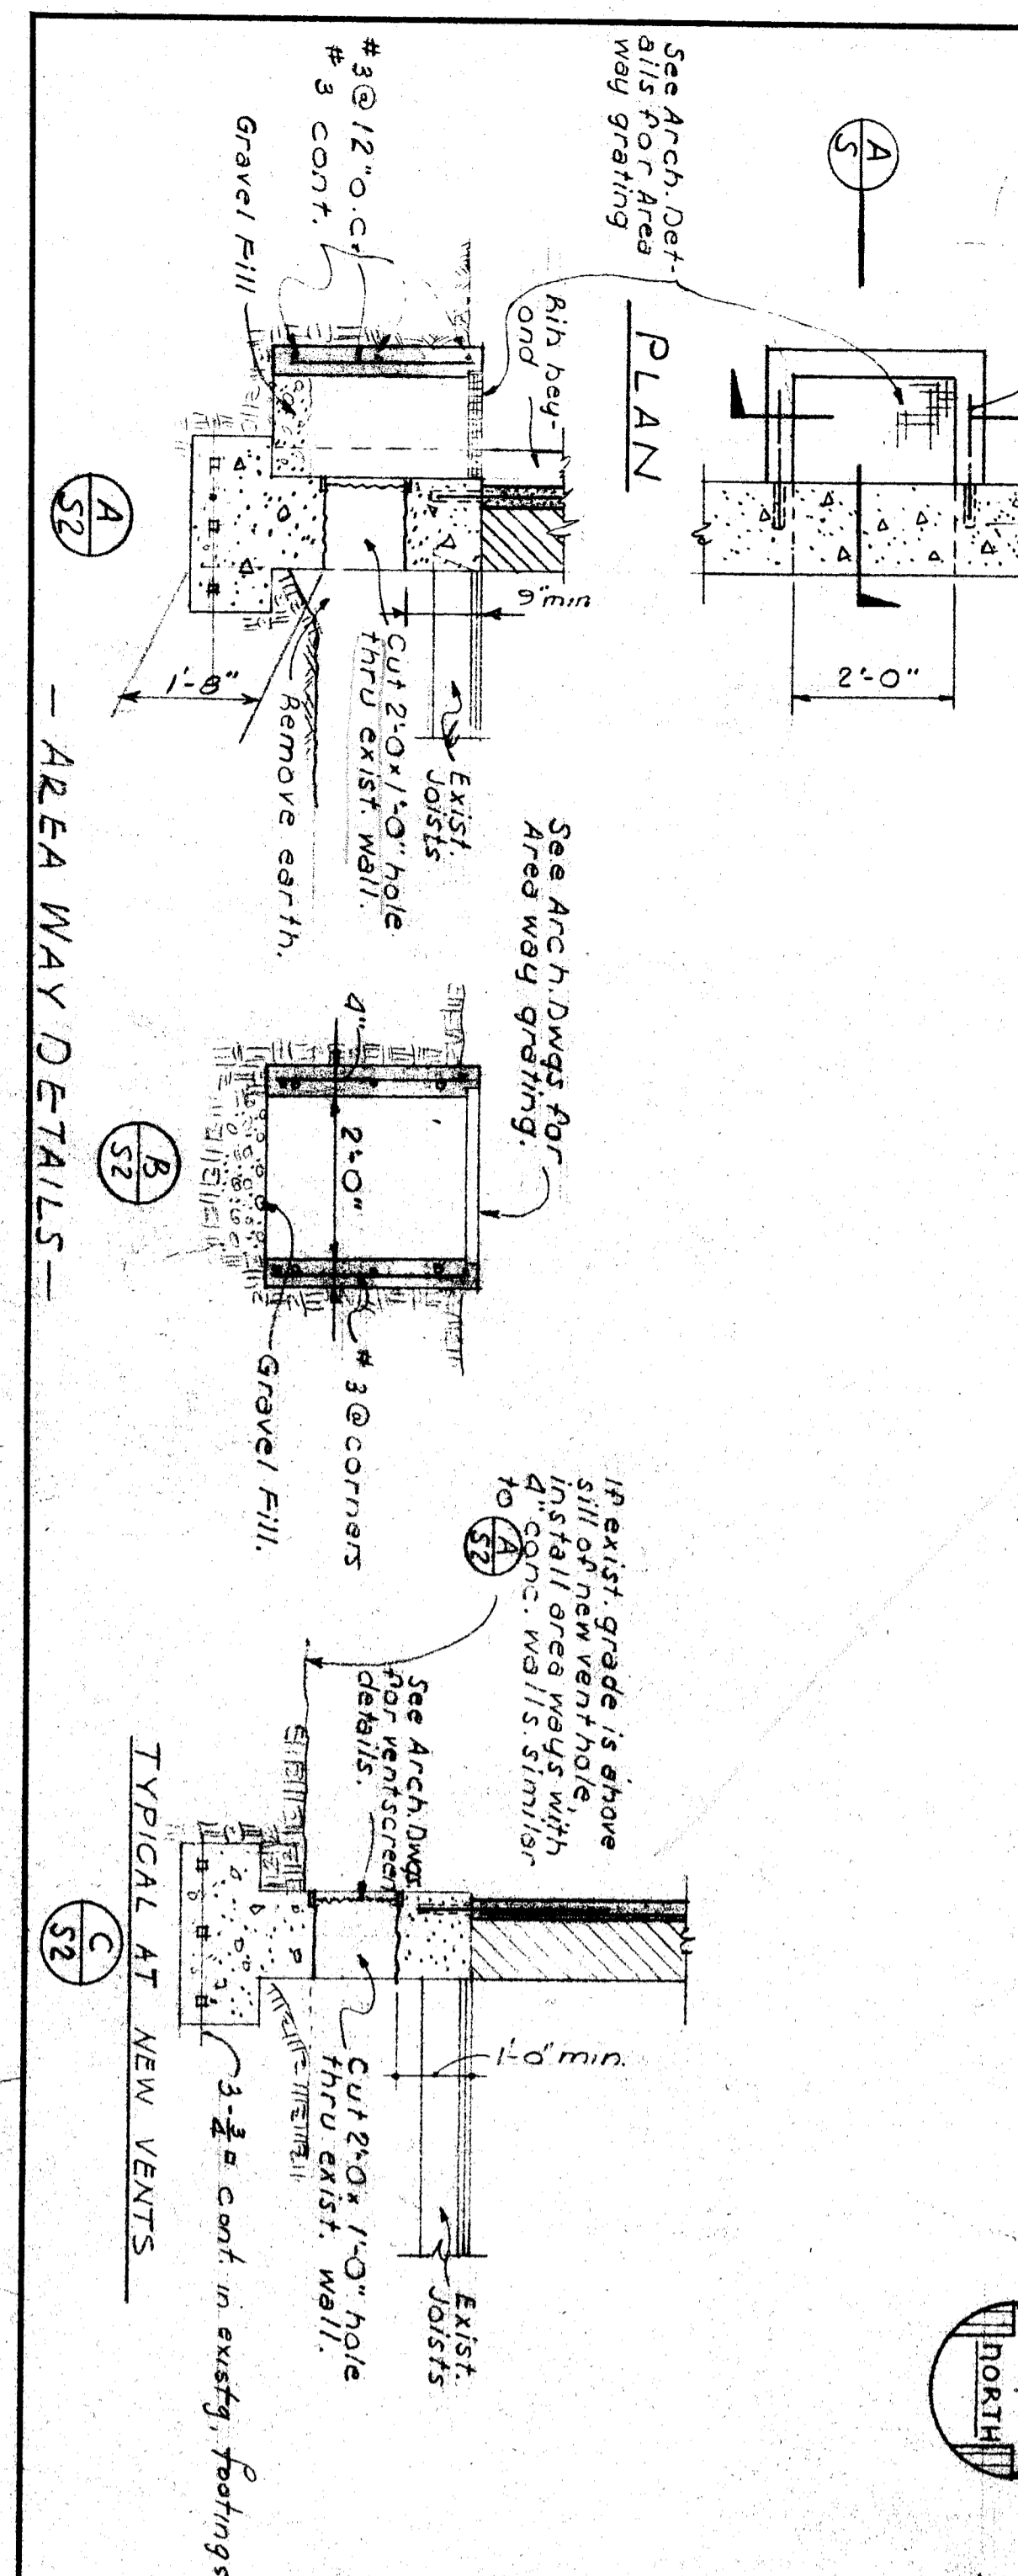 See Arch. Det-
ails for Area
way grating
A
S
PLAN
2'-0"
#3@12"o.c.
#3 cont.
Gravel Fill
Rib bey-
ond
6"min
Cut 2'-0x1'-0" hole
thru exist. wall.
Exist.
Joists
Remove earth.
1'-8"
A
S2
- AREA WAY DETAILS -
See Arch. Dwgs for
Area way grating.
4"
2'-0"
#3@corners
Gravel Fill.
B
S2
If exist. grade is above
sill of new vent hole,
install area ways with
4" conc. walls similar
to A
S2
See Arch. Dwgs
for vent screen
details.
1'-0" min.
Cut 2'-0 x 1'-0" hole
thru exist. wall.
Exist.
Joists
3-3/4" cont. in existg. footings
TYPICAL AT NEW VENTS
C
S2
NORTH